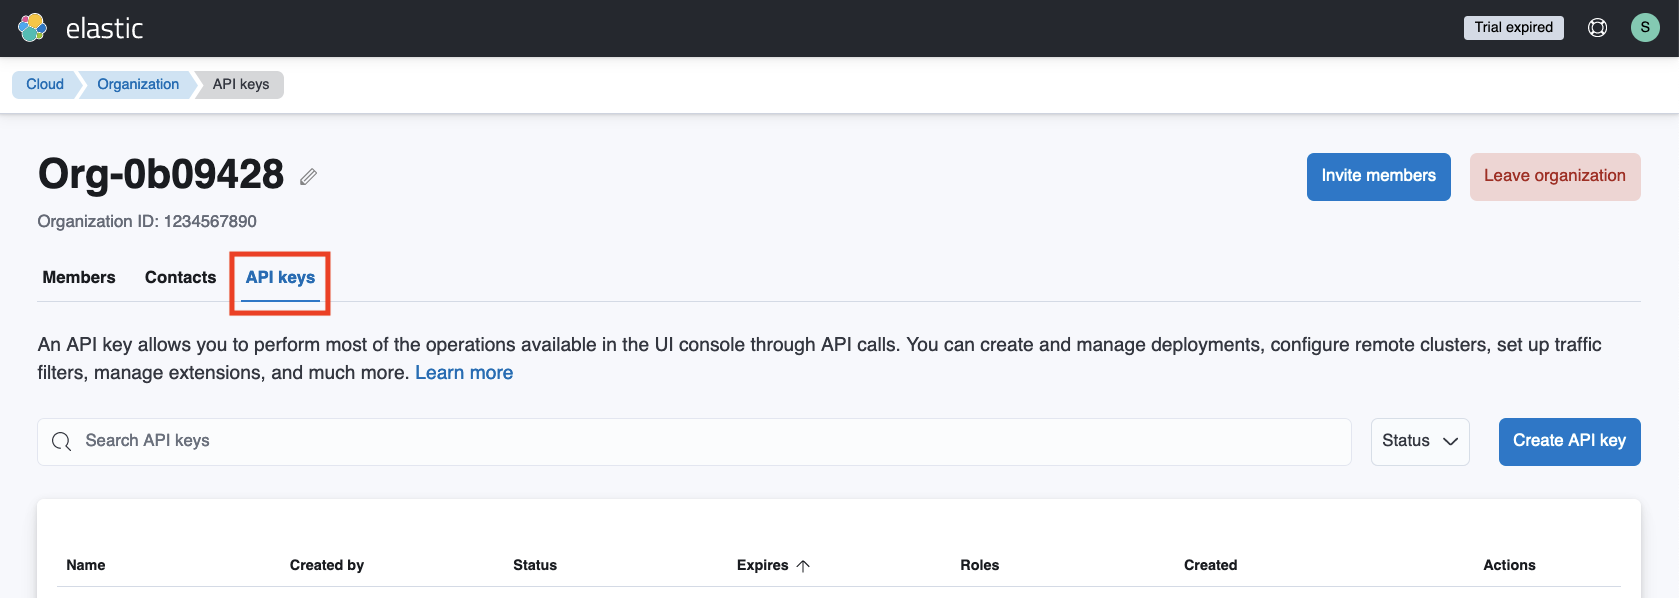 elastic
Trial expired
S
Cloud
Organization
API keys
Org-0b09428
Invite members
Leave organization
Organization ID: 1234567890
Members
Contacts
API keys
An API key allows you to perform most of the operations available in the UI console through API calls. You can create and manage deployments, configure remote clusters, set up traffic
filters, manage extensions, and much more. Learn more
Search API keys
Status
Create API key
Name
Created by
Status
Expires
Roles
Created
Actions